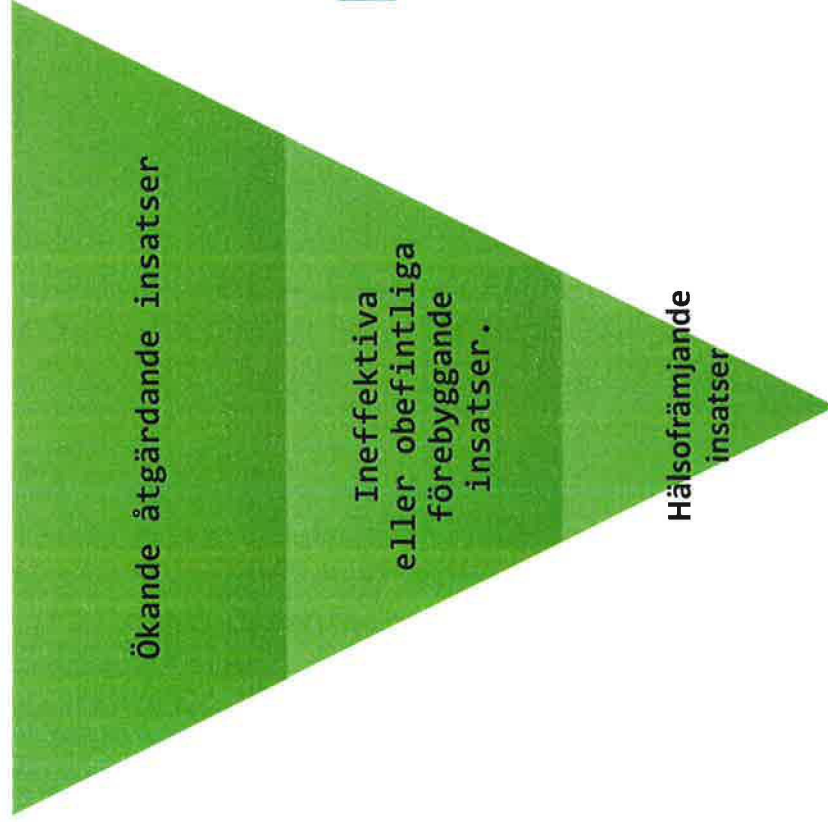 Ökande åtgärdande insatser
Ineffektiva
eller obefintliga
förebyggande
insatser.
Hälsofrämjande
insatser